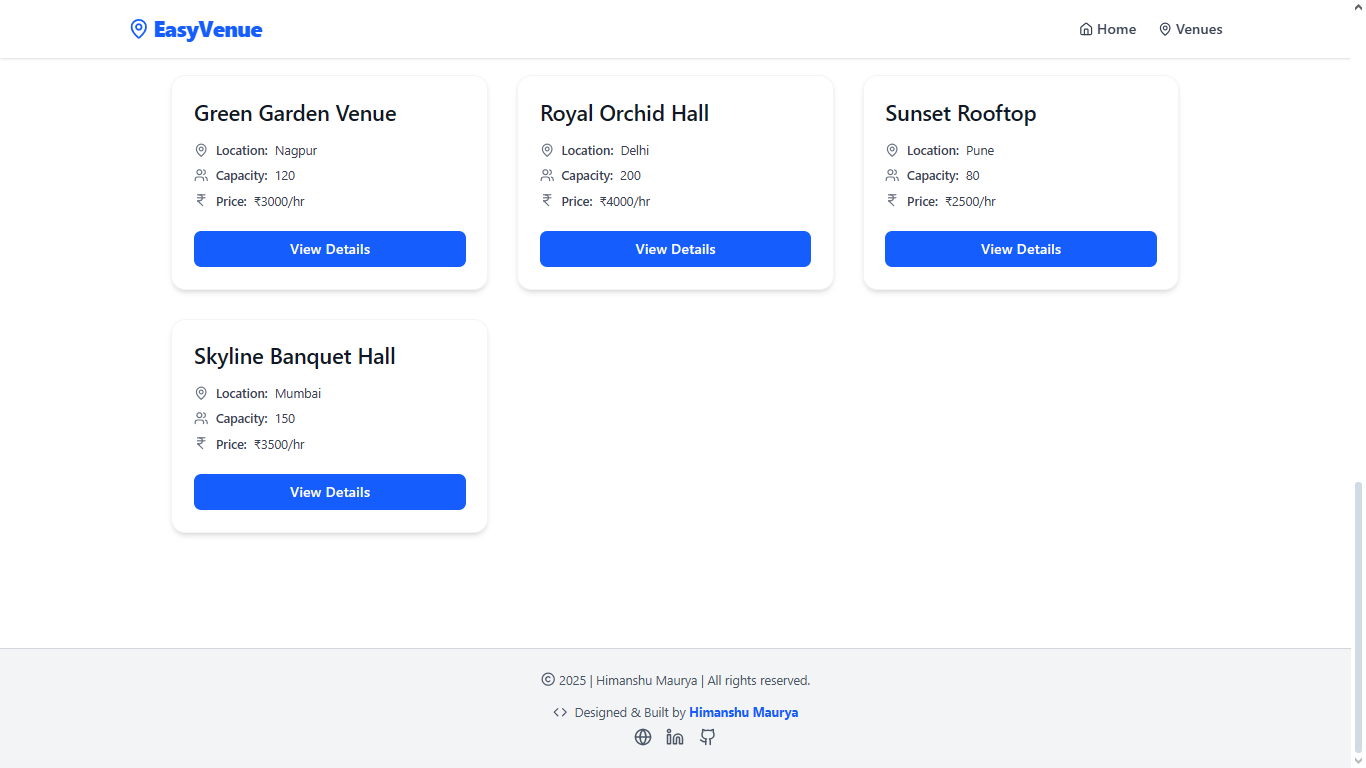 EasyVenue
Home Venues
Green Garden Venue
Location: Nagpur
Capacity: 120
Price: ₹3000/hr
View Details
Royal Orchid Hall
Location: Delhi
Capacity: 200
Price: ₹4000/hr
View Details
Sunset Rooftop
Location: Pune
Capacity: 80
Price: ₹2500/hr
View Details
Skyline Banquet Hall
Location: Mumbai
Capacity: 150
Price: ₹3500/hr
View Details
© 2025 | Himanshu Maurya | All rights reserved.
<> Designed & Built by Himanshu Maurya